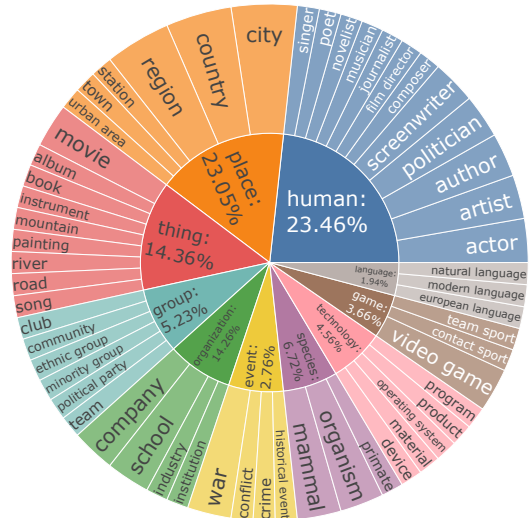 human:
23.46%
singer
poet
novelist
musician
journalist
film director
composer
screenwriter
politician
author
artist
actor
language:
1.94%
natural language
modern language
european language
game:
3.66%
team sport
contact sport
video game
technology:
4.56%
program
product
operating system
material
device
species:
6.72%
primate
organism
mammal
event:
2.76%
historical event
crime
conflict
war
organization:
14.26%
institution
industry
school
company
group:
5.23%
team
political party
minority group
ethnic group
community
club
thing:
14.36%
song
road
river
painting
mountain
instrument
book
album
movie
place:
23.05%
urban area
town
station
region
country
city